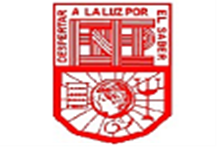 DESPERTAR A LA LUZ POR EL SABER